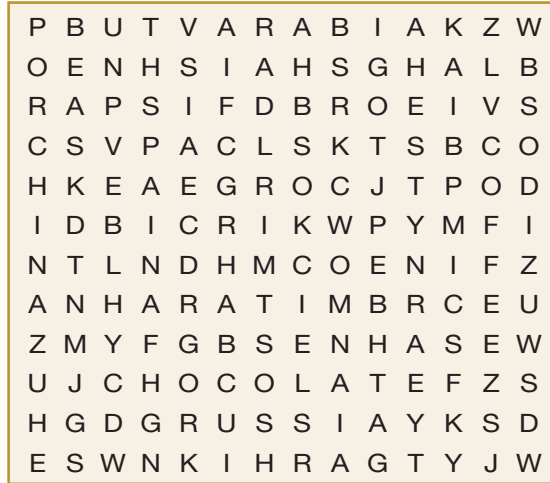 P B U T V A R A B I A K Z W
O E N H S I A H S G H A L B
R A P S I F D B R O E I V S
C S V P A C L S K T S B C O
H K E A E G R O C J T P O D
I D B I C R I K W P Y M F I
N T L N D H M C O E N I F Z
A N H A R A T I M B R C E U
Z M Y F G B S E N H A S E W
U J C H O C O L A T E F Z S
H G D G R U S S I A Y K S D
E S W N K I H R A G T Y J W